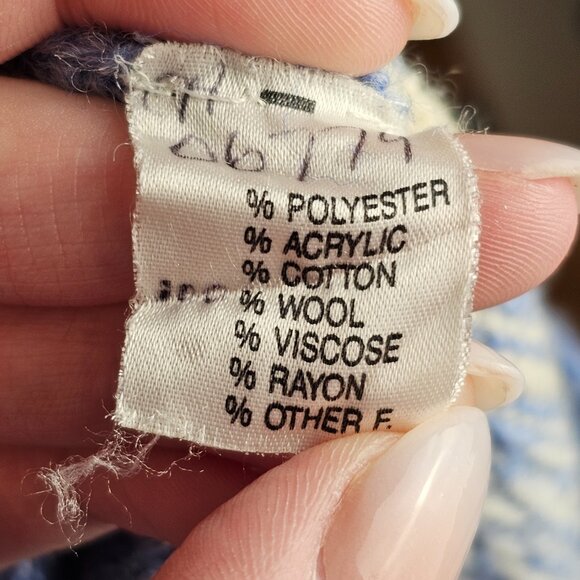 06779
% POLYESTER
% ACRYLIC
% COTTON
% WOOL
% VISCOSE
% RAYON
% OTHER F.